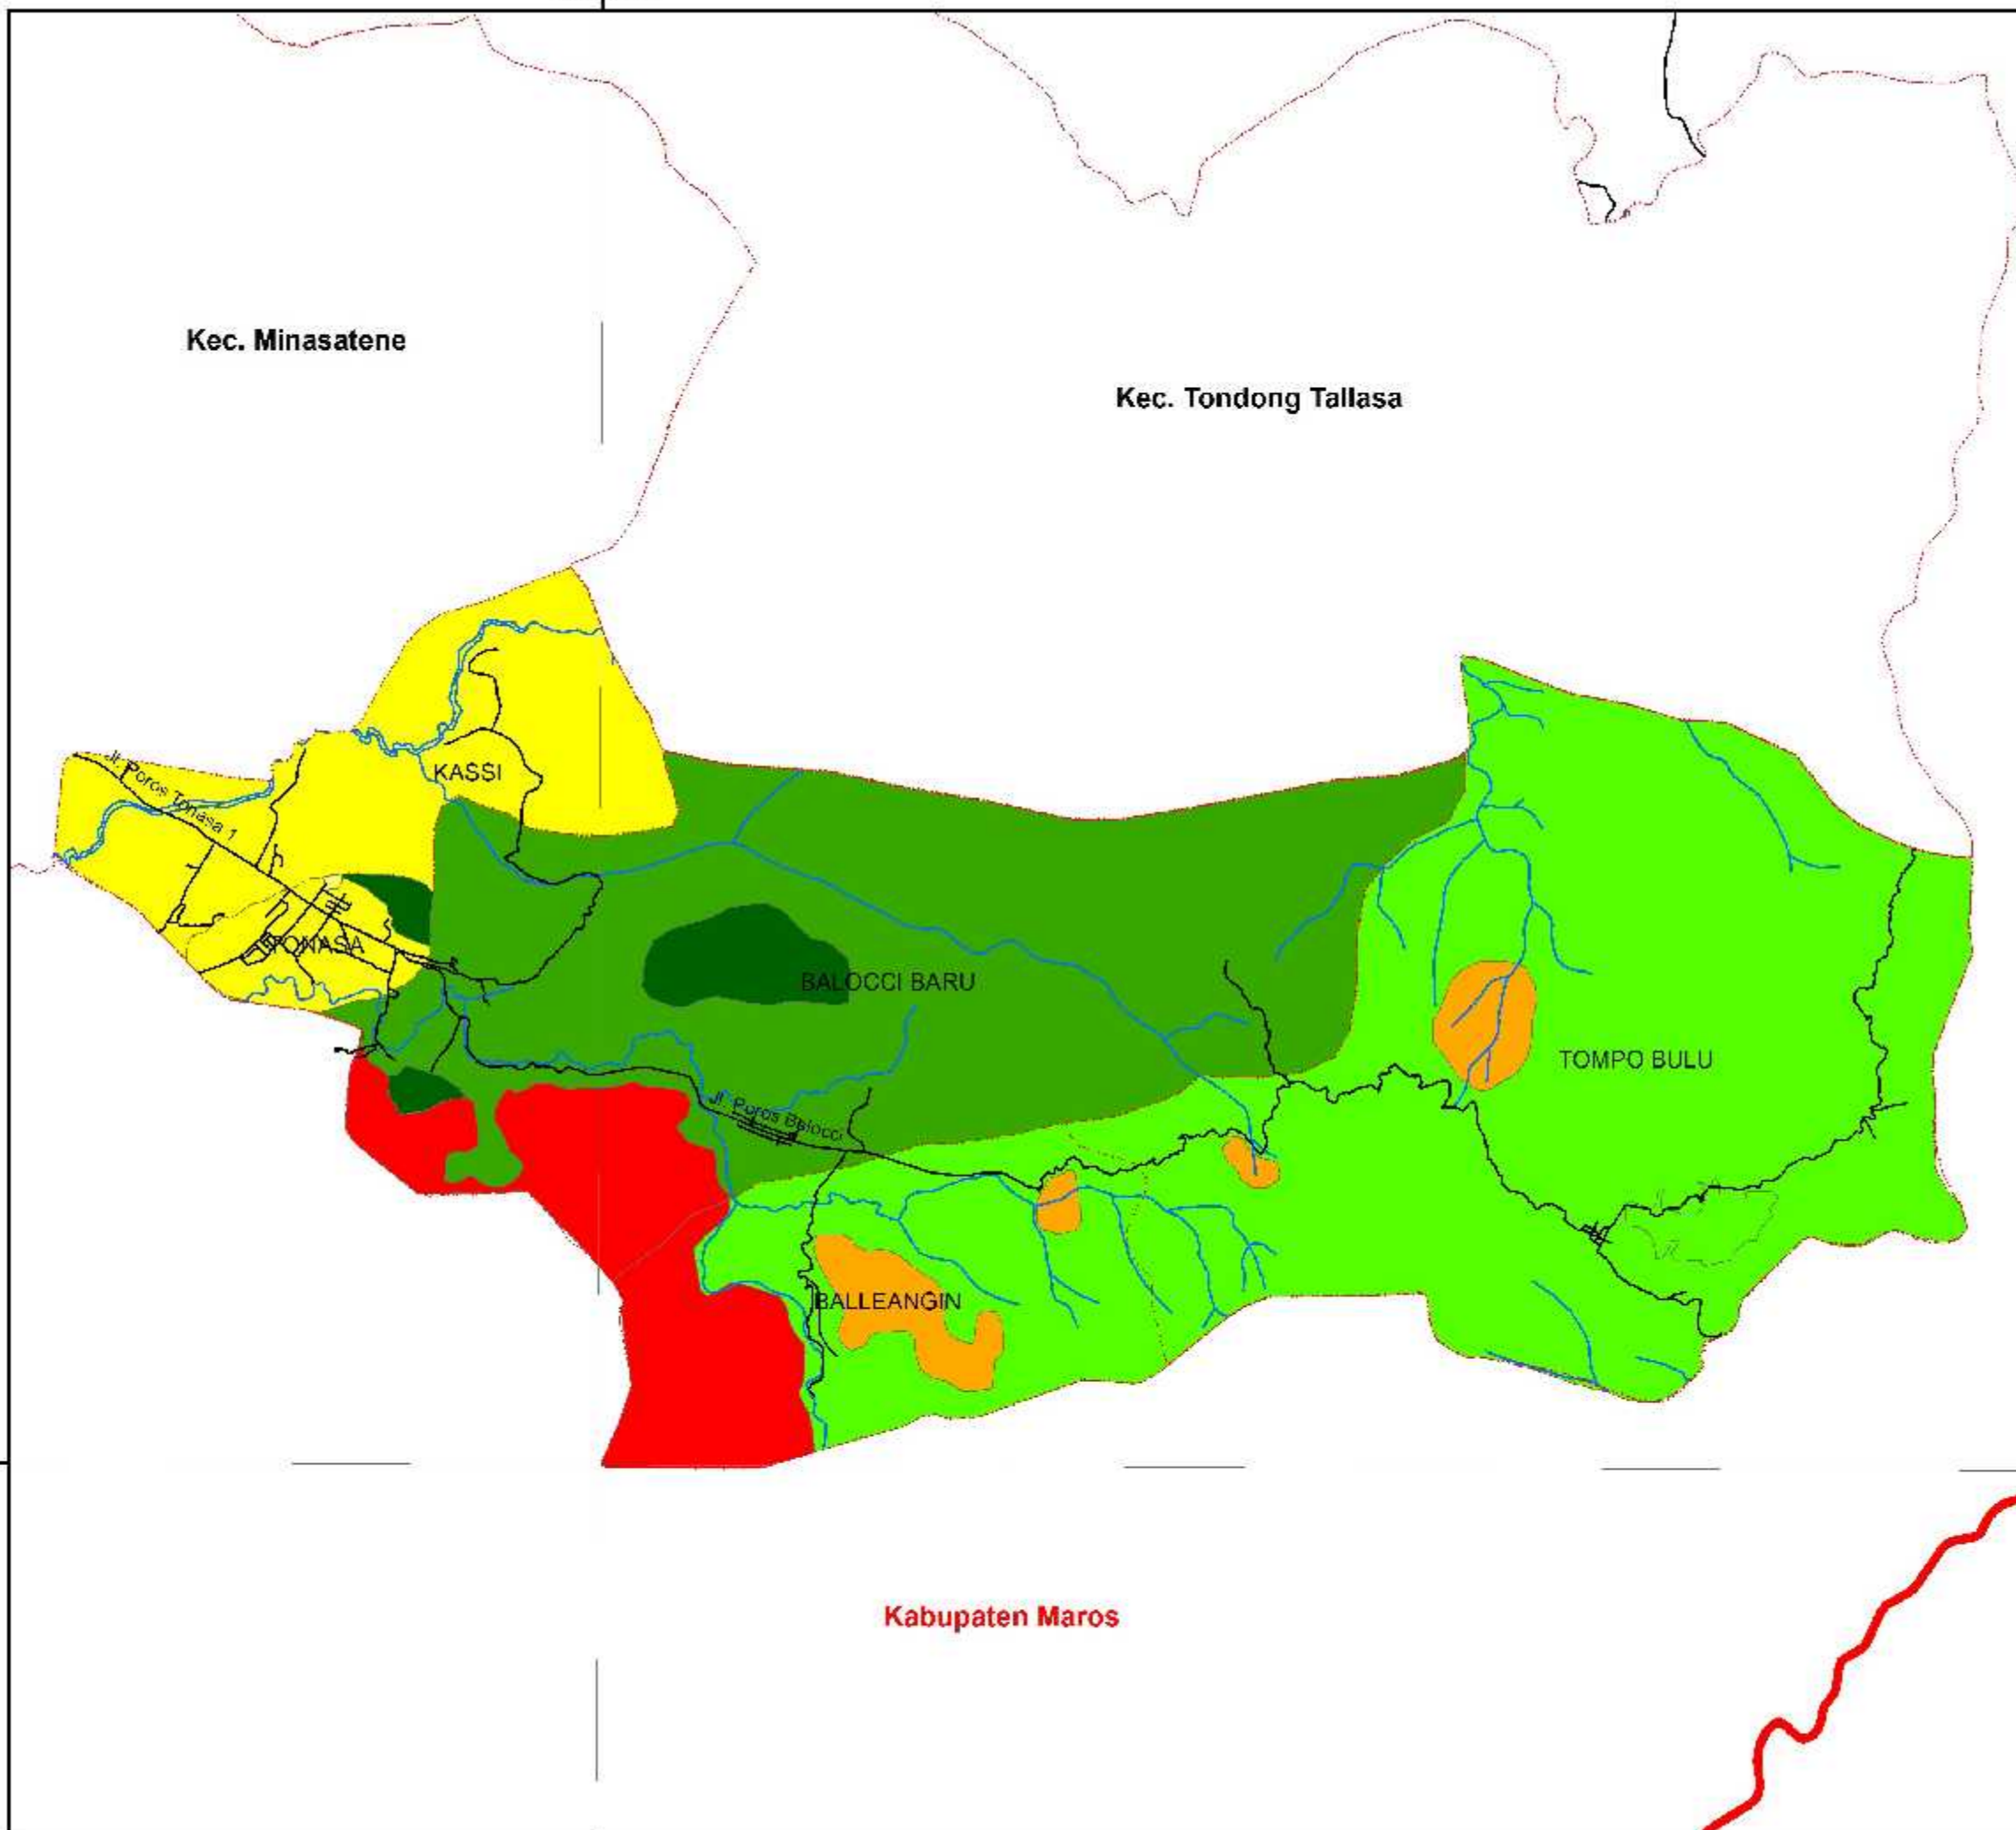 Kec. Minasatene
Kec. Tondong Tallasa
KASSI
Jl. Poros Tonasa 1
TONASA
BALOCCI BARU
TOMPO BULU
Jl. Poros Balocci
BALLEANGIN
Kabupaten Maros